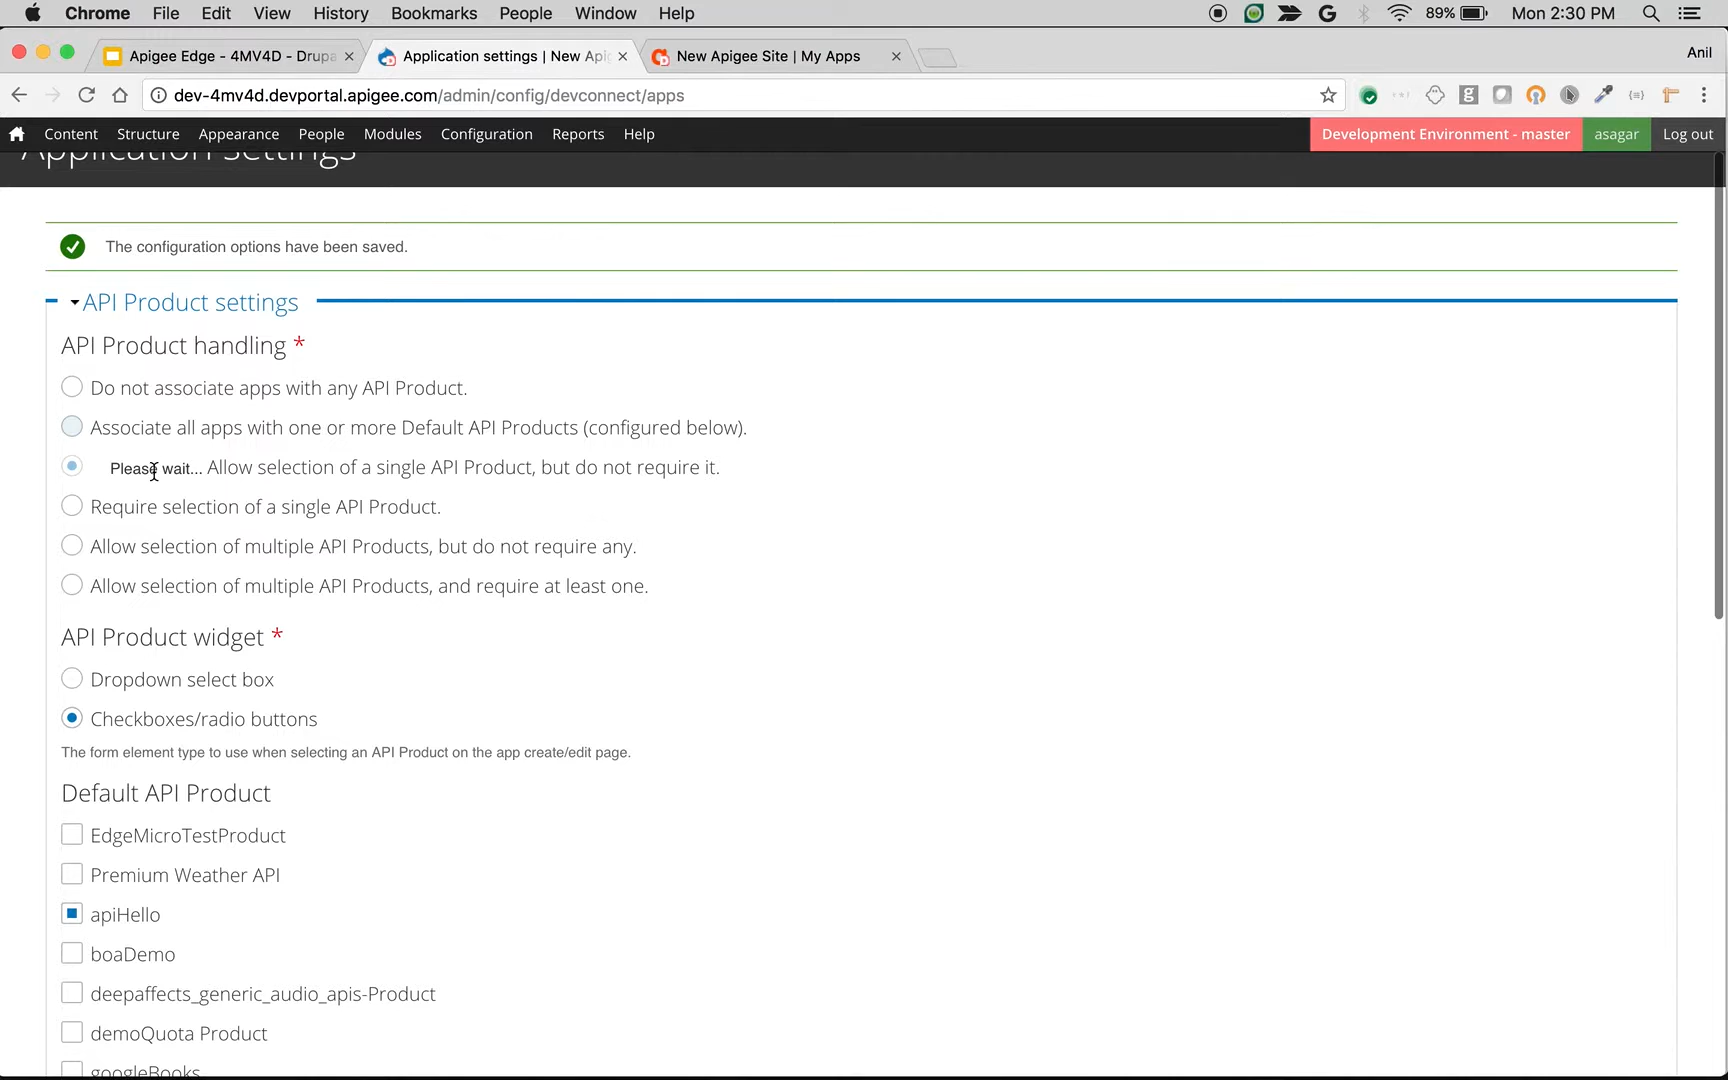 Chrome File Edit View History Bookmarks People Window Help 89% Mon 2:30 PM
Apigee Edge - 4MV4D - Drupa Application settings | New Apig New Apigee Site | My Apps Anil
dev-4mv4d.devportal.apigee.com/admin/config/devconnect/apps
Content Structure Appearance People Modules Configuration Reports Help Development Environment - master asagar Log out
Application settings
The configuration options have been saved.
API Product settings
API Product handling *
Do not associate apps with any API Product.
Associate all apps with one or more Default API Products (configured below).
Please wait... Allow selection of a single API Product, but do not require it.
Require selection of a single API Product.
Allow selection of multiple API Products, but do not require any.
Allow selection of multiple API Products, and require at least one.
API Product widget *
Dropdown select box
Checkboxes/radio buttons
The form element type to use when selecting an API Product on the app create/edit page.
Default API Product
EdgeMicroTestProduct
Premium Weather API
apiHello
boaDemo
deepaffects_generic_audio_apis-Product
demoQuota Product
googleBooks